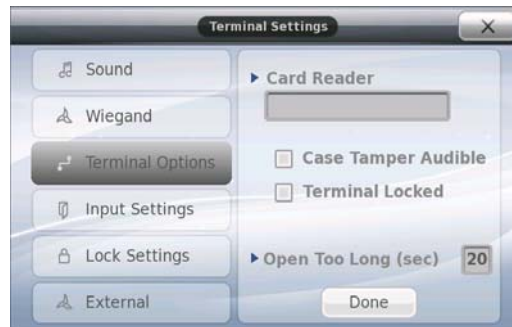 Terminal Settings
Sound
Wiegand
Terminal Options
Input Settings
Lock Settings
External
Card Reader
Case Tamper Audible
Terminal Locked
Open Too Long (sec) 20
Done